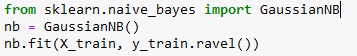 from sklearn.naive_bayes import GaussianNB
nb = GaussianNB()
nb.fit(X_train, y_train.ravel())